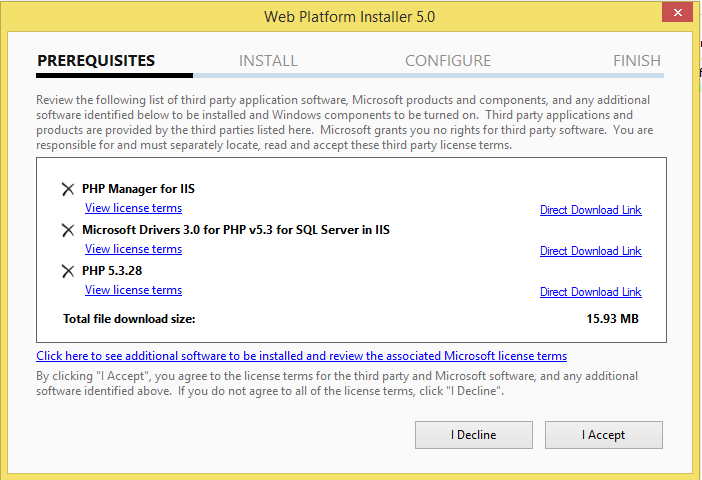 Web Platform Installer 5.0
PREREQUISITES INSTALL CONFIGURE FINISH
Review the following list of third party application software, Microsoft products and components, and any additional
software identified below to be installed and Windows components to be turned on. Third party applications and
products are provided by the third parties listed here. Microsoft grants you no rights for third party software. You are
responsible for and must separately locate, read and accept these third party license terms.
PHP Manager for IIS
View license terms Direct Download Link
Microsoft Drivers 3.0 for PHP v5.3 for SQL Server in IIS
View license terms Direct Download Link
PHP 5.3.28
View license terms Direct Download Link
Total file download size: 15.93 MB
Click here to see additional software to be installed and review the associated Microsoft license terms
By clicking "I Accept", you agree to the license terms for the third party and Microsoft software, and any additional
software identified above. If you do not agree to all of the license terms, click "I Decline".
I Decline I Accept